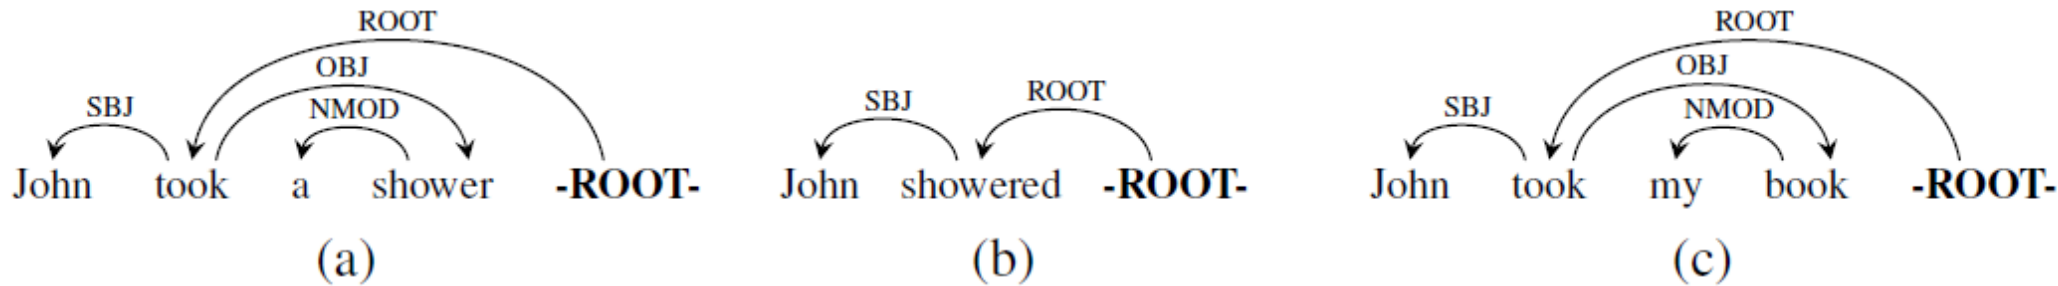 ROOT
OBJ
SBJ NMOD
John took a shower -ROOT-
(a)
SBJ ROOT
John showered -ROOT-
(b)
ROOT
OBJ
SBJ NMOD
John took my book -ROOT-
(c)